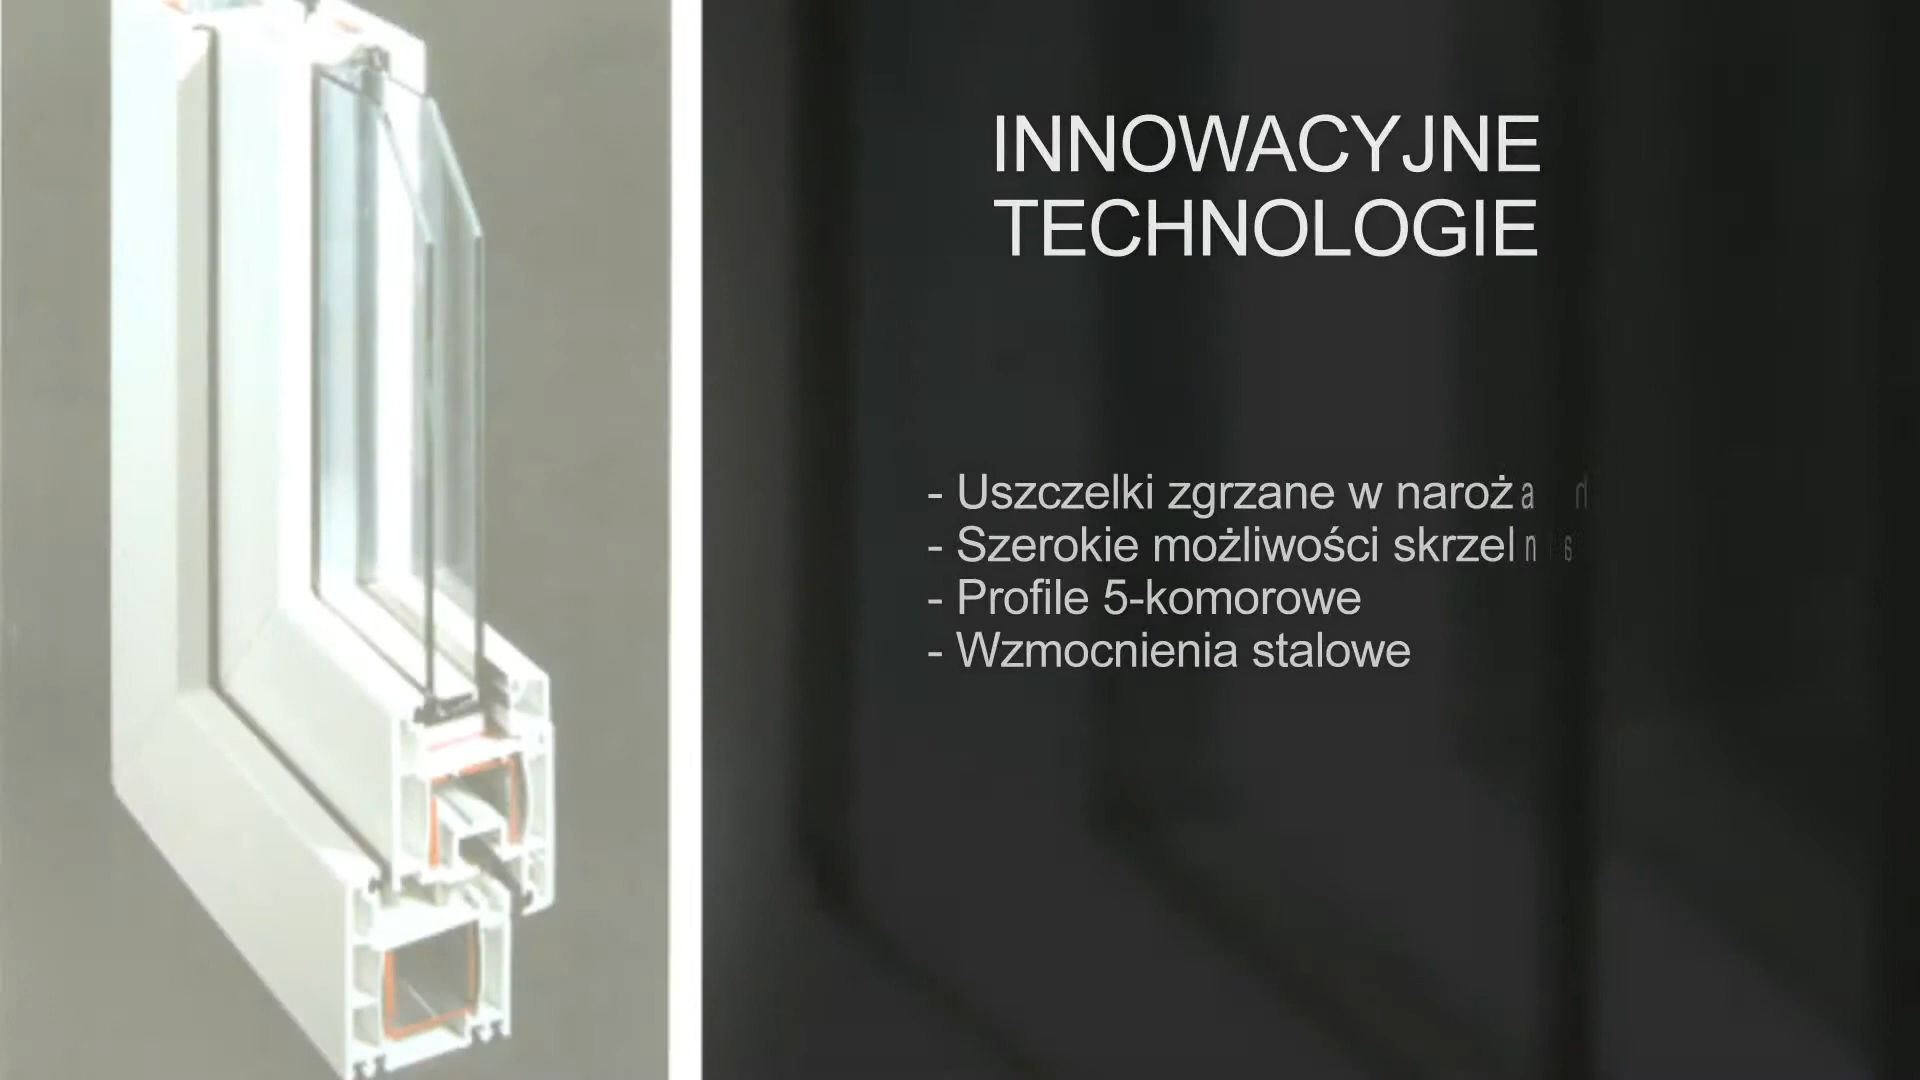 INNOWACYJNE
TECHNOLOGIE
- Uszczelki zgrzane w
- Szerokie możliwości
- Profile 5-komorowe
- Wzmocnienia stalowe